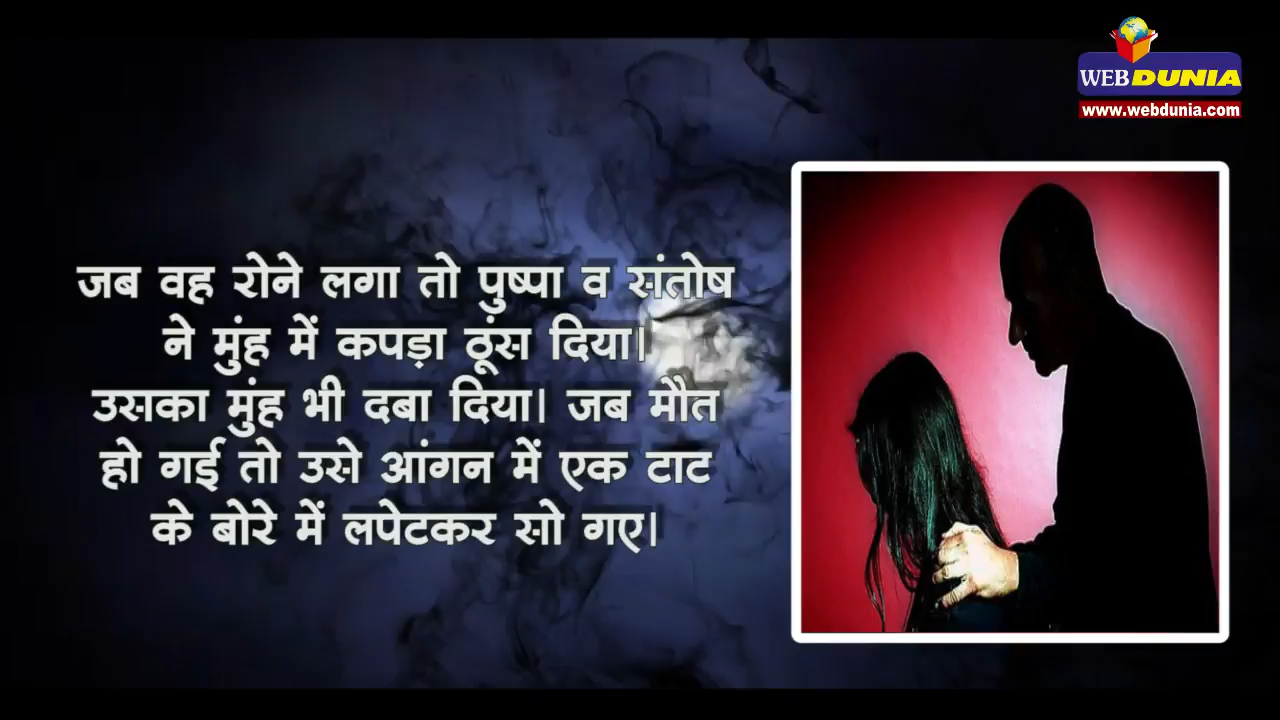 WEBDUNIA
www.webdunia.com
जब वह रोने लगा तो पुष्पा व संतोष
ने मुंह में कपड़ा ठूंस दिया।
उसका मुंह भी दबा दिया। जब मौत
हो गई तो उसे आंगन में एक टाट
के बोरे में लपेटकर सो गए।